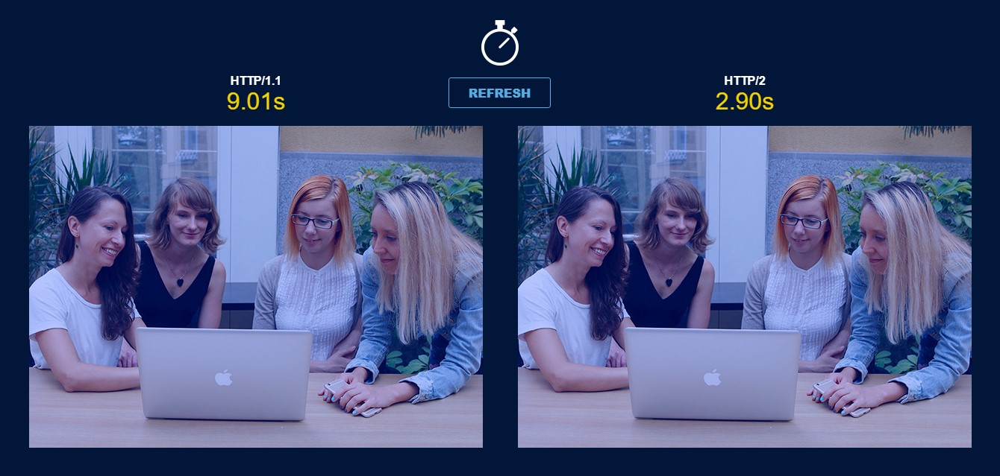 HTTP/1.1
9.01s
REFRESH
HTTP/2
2.90s